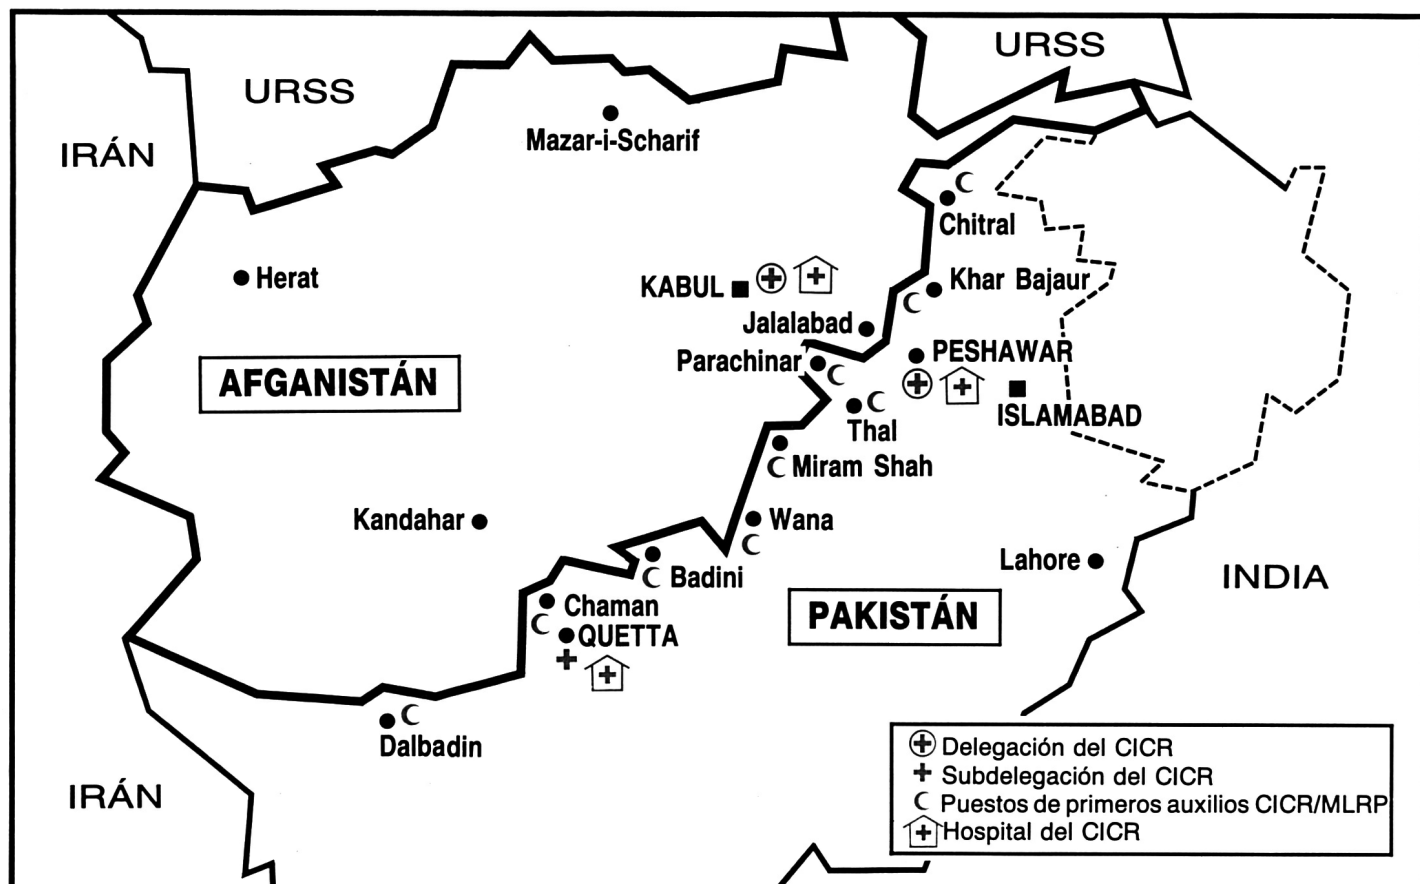 URSS
URSS
IRÁN
Mazar-i-Scharif
Chitral
Herat
KABUL
Khar Bajaur
Jalalabad
Parachinar
PESHAWAR
AFGANISTÁN
ISLAMABAD
Thal
Miram Shah
Kandahar
Wana
Lahore
Badini
INDIA
Chaman
PAKISTÁN
QUETTA
Dalbadin
IRÁN
Delegación del CICR
Subdelegación del CICR
Puestos de primeros auxilios CICR/MLRP
Hospital del CICR